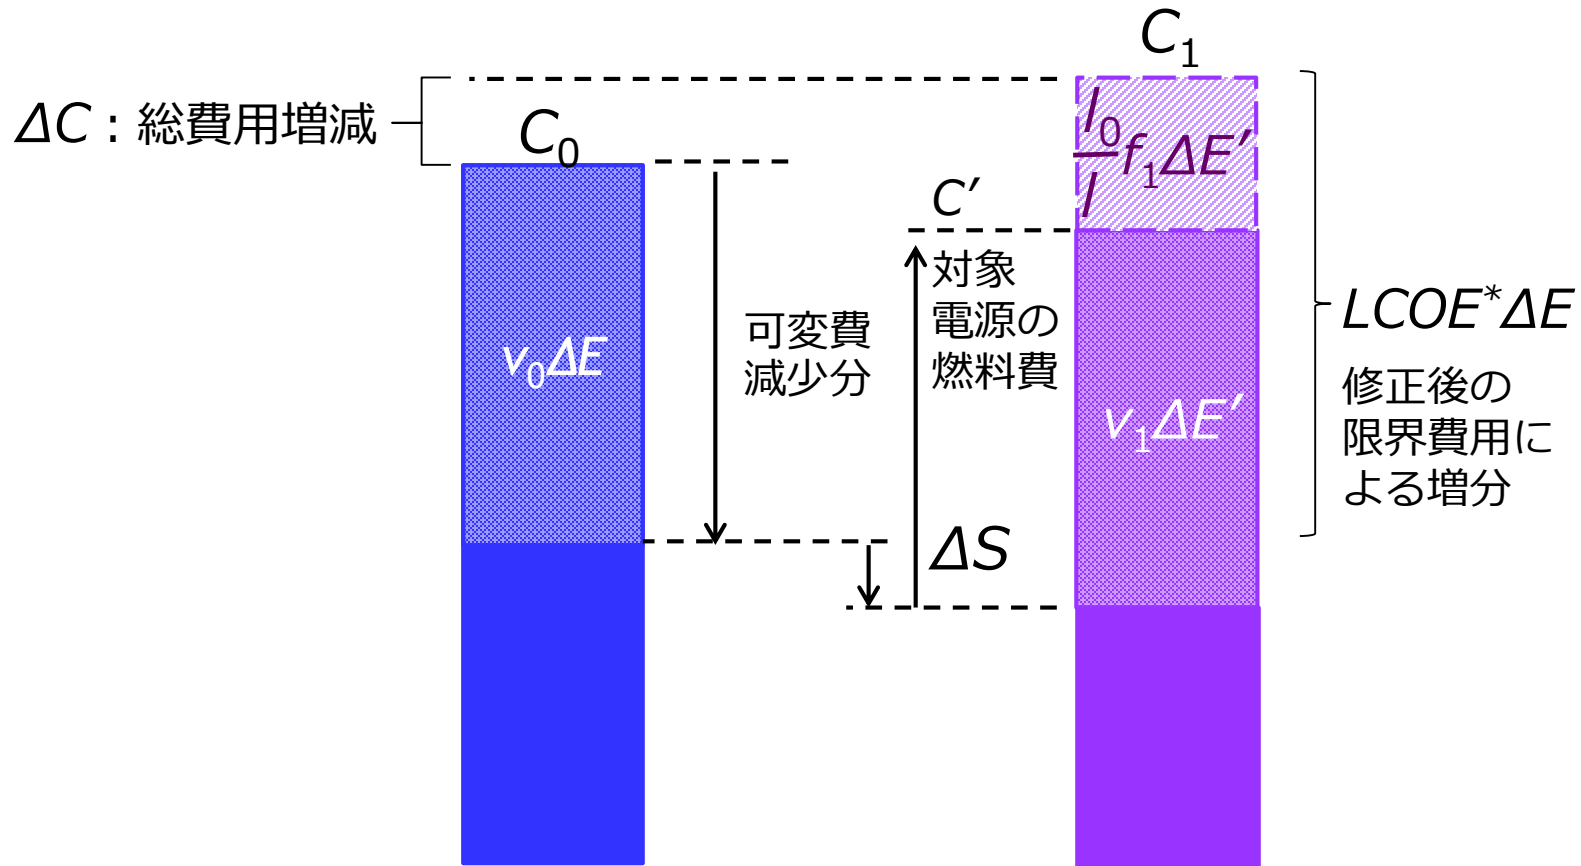 C₁
ΔC：総費用増減
C₀
I₀/I f₁ΔE′
C′
対象
電源の
燃料費
可変費
減少分
v₀ΔE
LCOE*ΔE
修正後の
限界費用に
よる増分
v₁ΔE′
ΔS